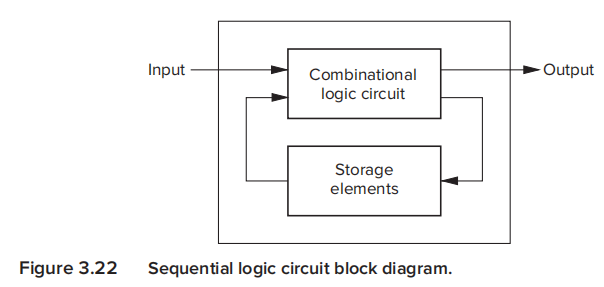 Input
Combinational
logic circuit
Output
Storage
elements
Figure 3.22 Sequential logic circuit block diagram.